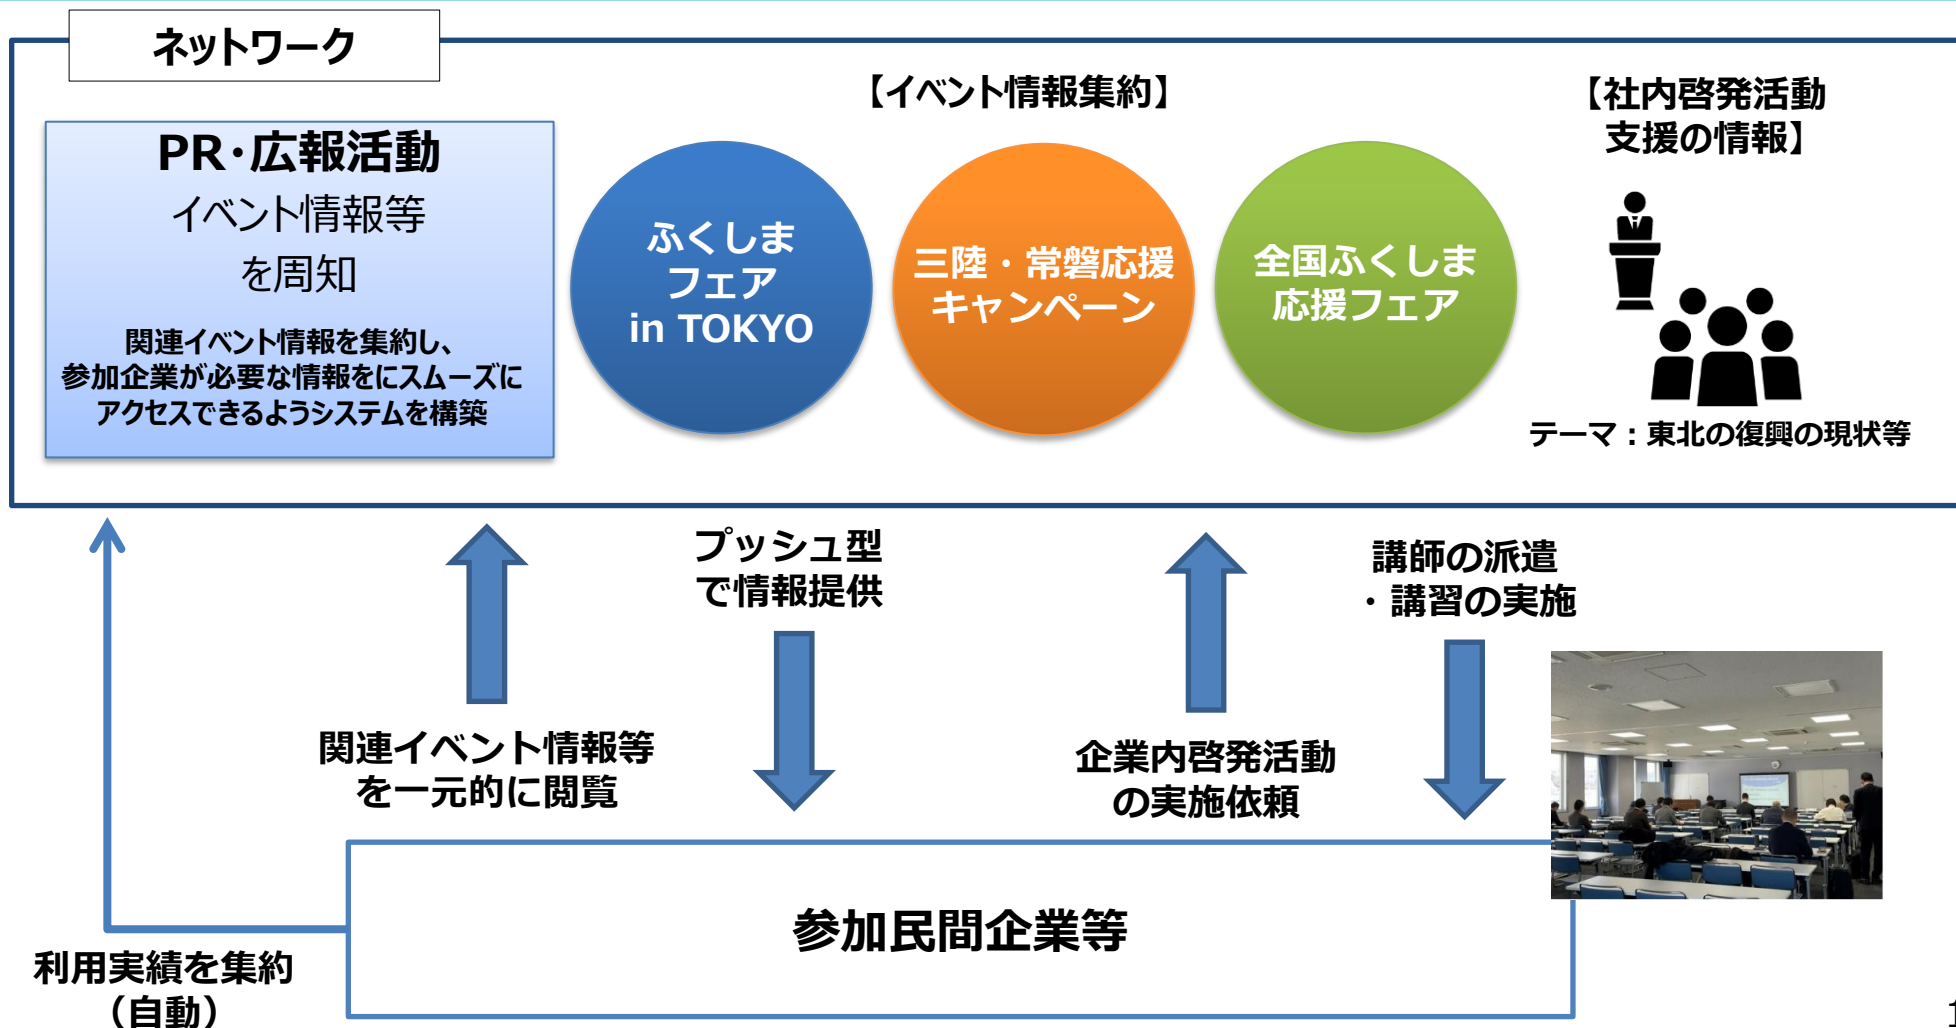 ネットワーク
PR・広報活動
イベント情報等
を周知
関連イベント情報を集約し、
参加企業が必要な情報をにスムーズに
アクセスできるようシステムを構築
【イベント情報集約】
ふくしま
フェア
in TOKYO
三陸・常磐応援
キャンペーン
全国ふくしま
応援フェア
【社内啓発活動
支援の情報】
テーマ：東北の復興の現状等
プッシュ型
で情報提供
講師の派遣
・講習の実施
関連イベント情報等
を一元的に閲覧
企業内啓発活動
の実施依頼
参加民間企業等
利用実績を集約
（自動）